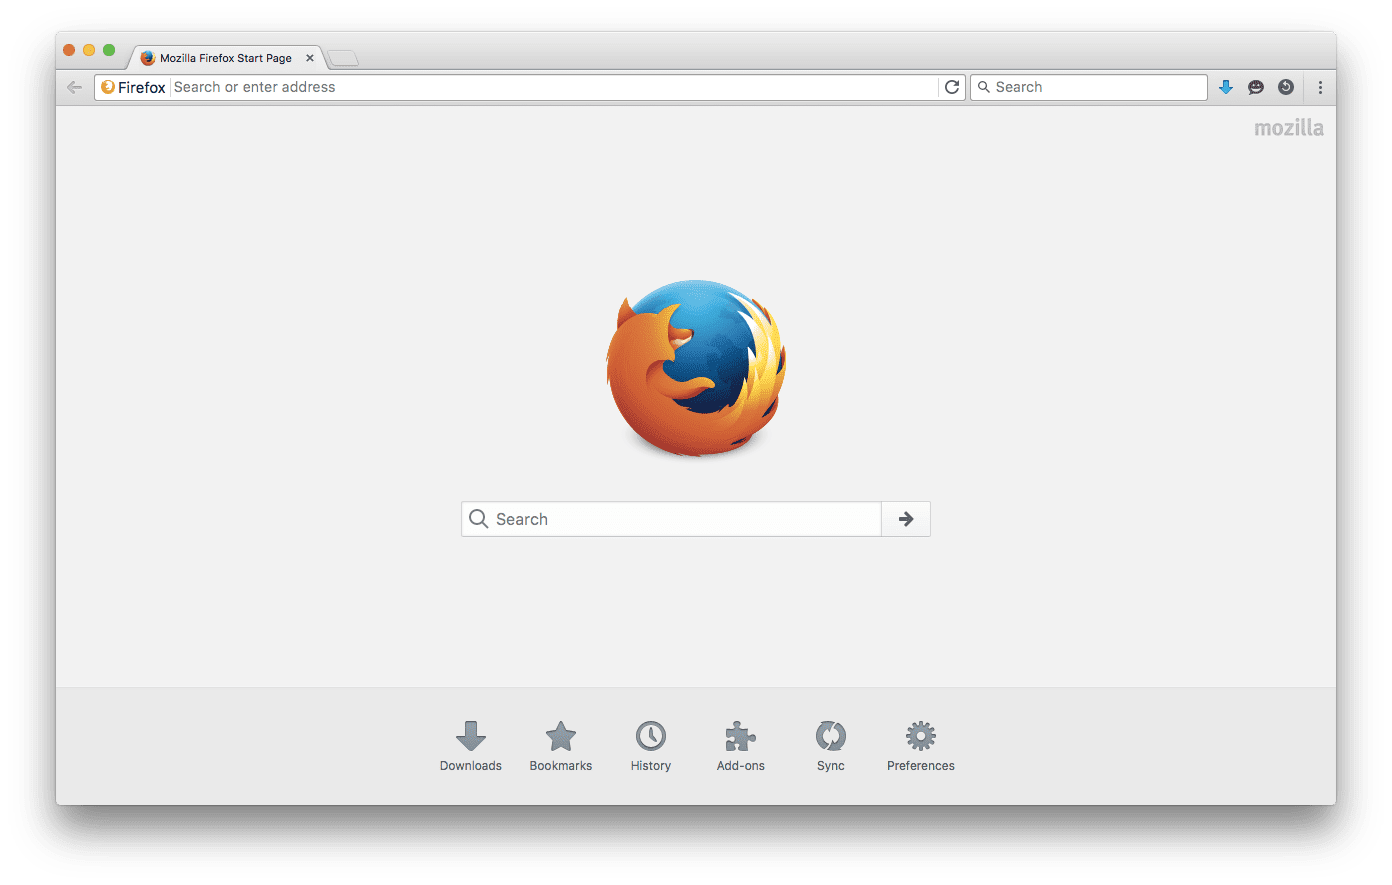 Mozilla Firefox Start Page
Firefox Search or enter address Search
mozilla
Search
Downloads Bookmarks History Add-ons Sync Preferences